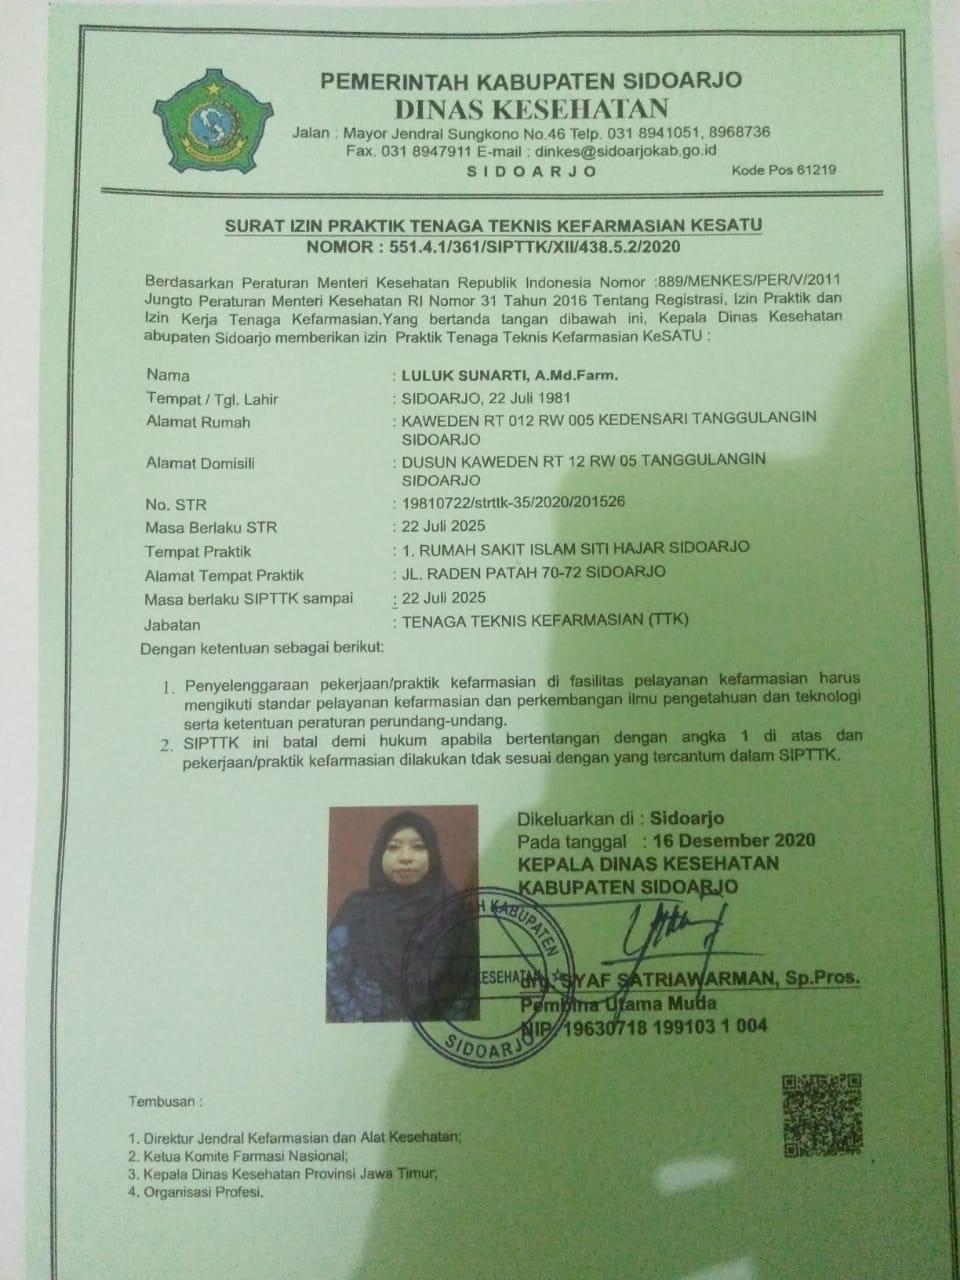 PEMERINTAH KABUPATEN SIDOARJO
DINAS KESEHATAN
Jalan : Mayor Jendral Sungkono No.46 Telp. 031 8941051, 8968736
Fax. 031 8947911 E-mail : dinkes@sidoarjokab.go.id
S I D O A R J O
Kode Pos 61219
SURAT IZIN PRAKTIK TENAGA TEKNIS KEFARMASIAN KESATU
NOMOR : 551.4.1/361/SIPTTK/XII/438.5.2/2020
Berdasarkan Peraturan Menteri Kesehatan Republik Indonesia Nomor :889/MENKES/PER/V/2011
Jungto Peraturan Menteri Kesehatan RI Nomor 31 Tahun 2016 Tentang Registrasi, Izin Praktik dan
Izin Kerja Tenaga Kefarmasian.Yang bertanda tangan dibawah ini, Kepala Dinas Kesehatan
abupaten Sidoarjo memberikan izin Praktik Tenaga Teknis Kefarmasian KeSATU :
Nama : LULUK SUNARTI, A.Md.Farm.
Tempat / Tgl. Lahir : SIDOARJO, 22 Juli 1981
Alamat Rumah : KAWEDEN RT 012 RW 005 KEDENSARI TANGGULANGIN
SIDOARJO
Alamat Domisili : DUSUN KAWEDEN RT 12 RW 05 TANGGULANGIN
SIDOARJO
No. STR : 19810722/strttk-35/2020/201526
Masa Berlaku STR : 22 Juli 2025
Tempat Praktik : 1. RUMAH SAKIT ISLAM SITI HAJAR SIDOARJO
Alamat Tempat Praktik : JL. RADEN PATAH 70-72 SIDOARJO
Masa berlaku SIPTTK sampai : 22 Juli 2025
Jabatan : TENAGA TEKNIS KEFARMASIAN (TTK)
Dengan ketentuan sebagai berikut:
1. Penyelenggaraan pekerjaan/praktik kefarmasian di fasilitas pelayanan kefarmasian harus
mengikuti standar pelayanan kefarmasian dan perkembangan ilmu pengetahuan dan teknologi
serta ketentuan peraturan perundang-undang.
2. SIPTTK ini batal demi hukum apabila bertentangan dengan angka 1 di atas dan
pekerjaan/praktik kefarmasian dilakukan tdak sesuai dengan yang tercantum dalam SIPTTK.
Dikeluarkan di : Sidoarjo
Pada tanggal : 16 Desember 2020
KEPALA DINAS KESEHATAN
KABUPATEN SIDOARJO
KABUPATEN
KESEHATAN
SIDOARJO
drg. SYAF SATRIAWARMAN, Sp.Pros.
Pembina Utama Muda
NIP. 19630718 199103 1 004
Tembusan :
1. Direktur Jendral Kefarmasian dan Alat Kesehatan;
2. Ketua Komite Farmasi Nasional;
3. Kepala Dinas Kesehatan Provinsi Jawa Timur;
4. Organisasi Profesi.